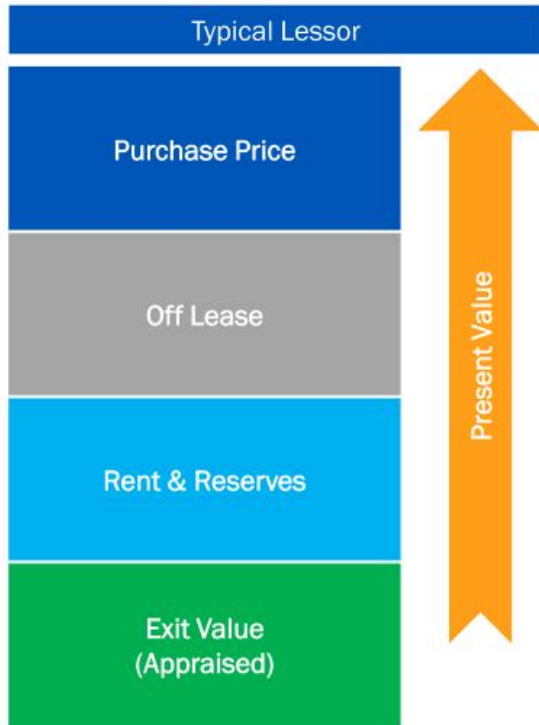 Typical Lessor
Purchase Price
Off Lease
Rent & Reserves
Exit Value
(Appraised)
Present Value